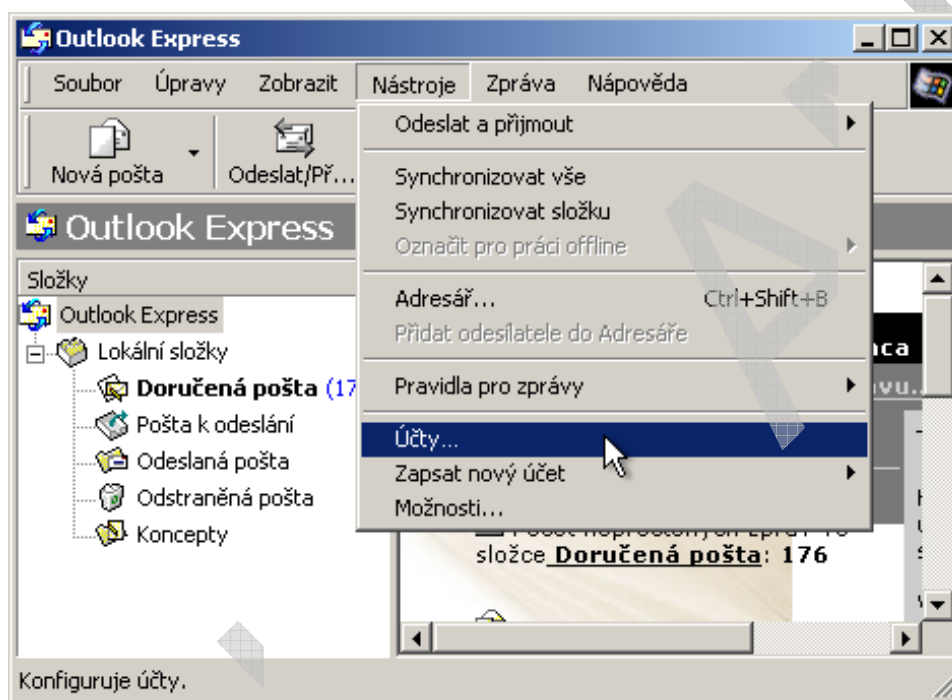 Outlook Express
Soubor Úpravy Zobrazit Nástroje Zpráva Nápověda
Nová pošta Odeslat/Př...
Odeslat a přijmout
Synchronizovat vše
Synchronizovat složku
Označit pro práci offline
Adresář... Ctrl+Shift+B
Přidat odesílatele do Adresáře
Pravidla pro zprávy
Účty...
Zapsat nový účet
Možnosti...
Outlook Express
Složky
Outlook Express
Lokální složky
Doručená pošta (17
Pošta k odeslání
Odeslaná pošta
Odstraněná pošta
Koncepty
složce Doručená pošta: 176
Konfiguruje účty.